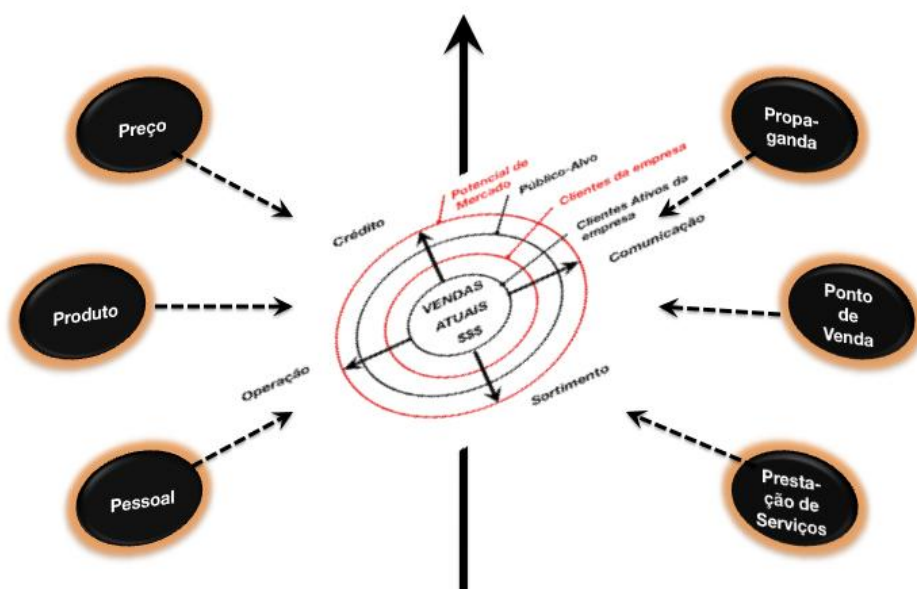 Preço
Propa-
ganda
Potencial de
Mercado
Público-Alvo
Clientes da empresa
Clientes Ativos da
empresa
Crédito
Comunicação
VENDAS
ATUAIS
$$$
Produto
Ponto
de
Venda
Operação
Sortimento
Pessoal
Presta-
ção de
Serviços